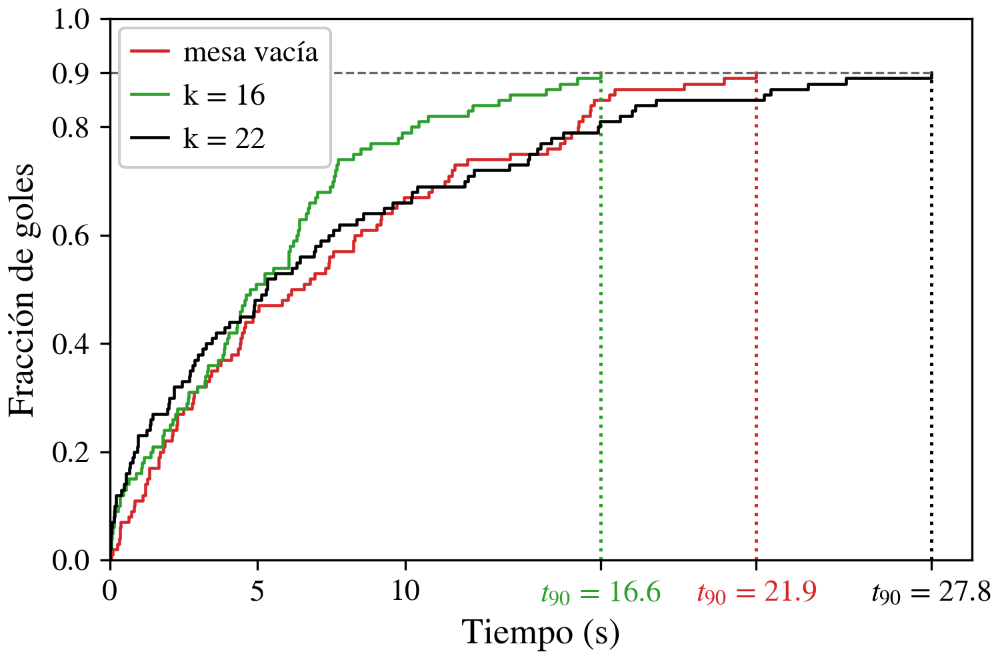 mesa vacía
k = 16
k = 22
Fracción de goles
1.0
0.9
0.8
0.6
0.4
0.2
0.0
0 5 10 t90 = 16.6 t90 = 21.9 t90 = 27.8
Tiempo (s)